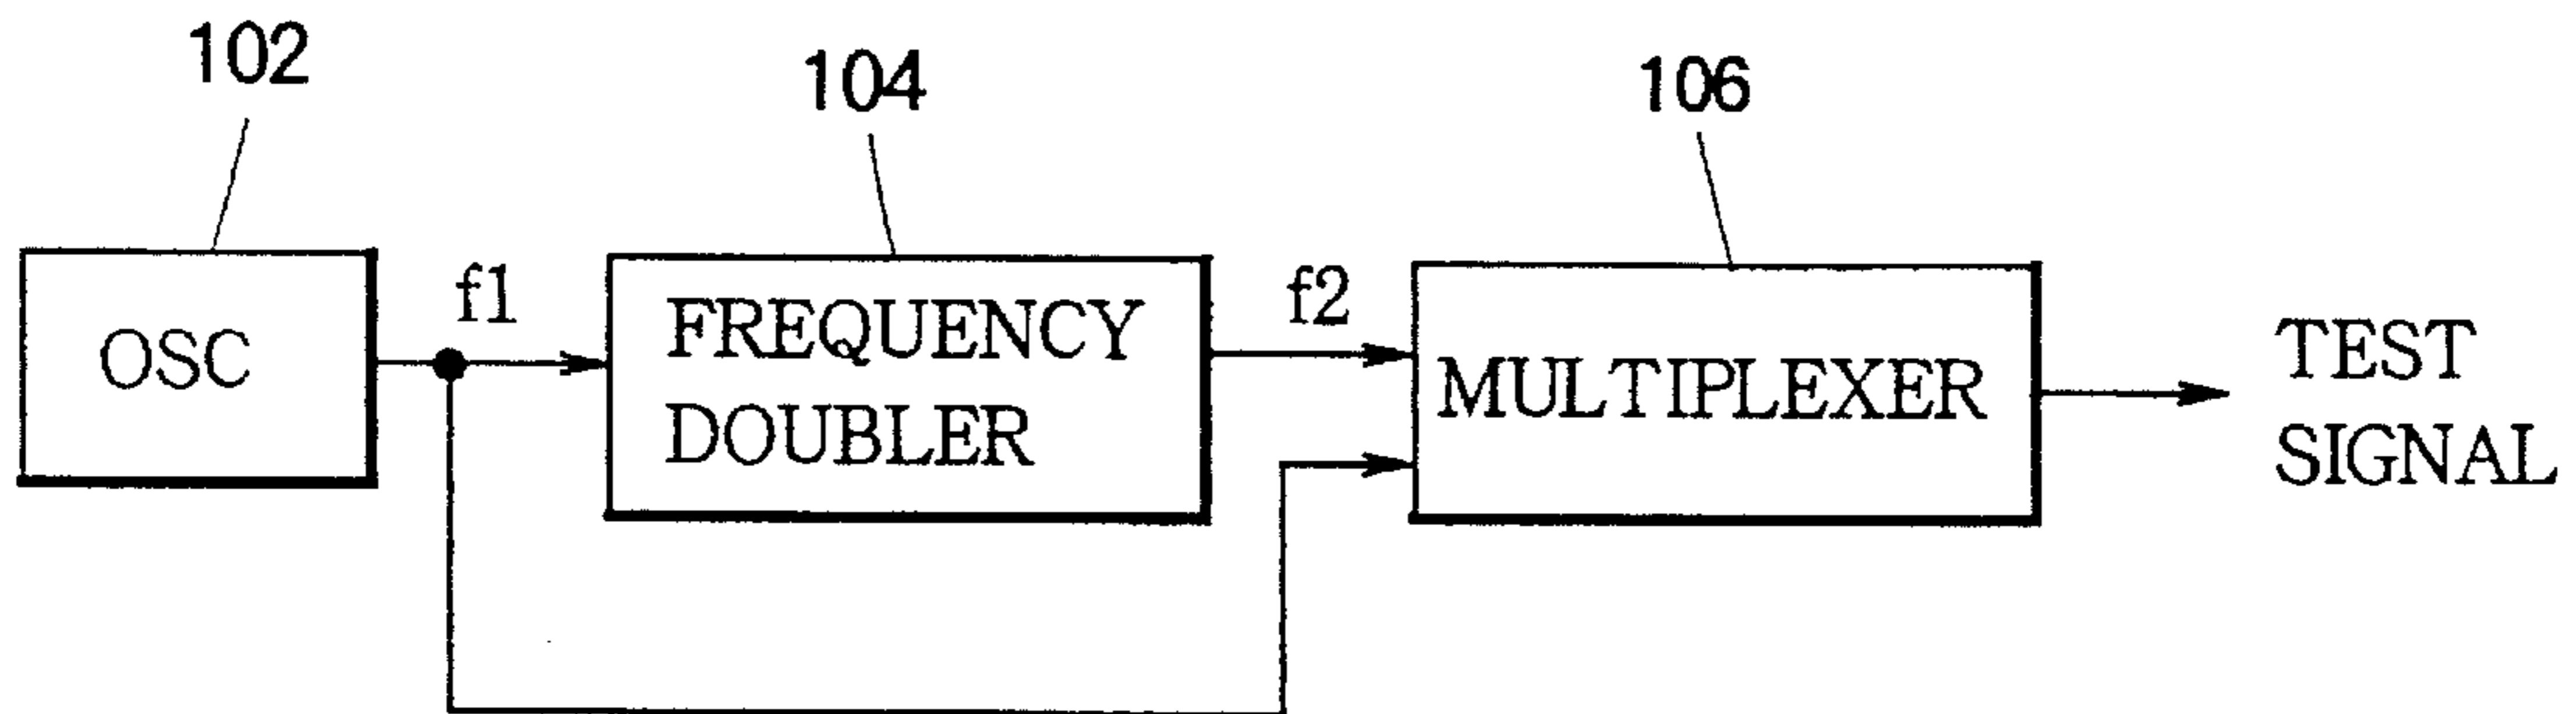 102
104
106
OSC
f1
FREQUENCY
DOUBLER
f2
MULTIPLEXER
TEST
SIGNAL